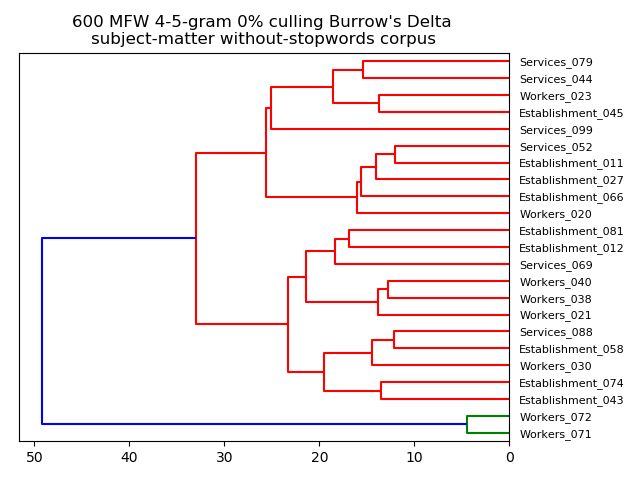 600 MFW 4-5-gram 0% culling Burrow's Delta
subject-matter without-stopwords corpus
Services_079
Services_044
Workers_023
Establishment_045
Services_099
Services_052
Establishment_011
Establishment_027
Establishment_066
Workers_020
Establishment_081
Establishment_012
Services_069
Workers_040
Workers_038
Workers_021
Services_088
Establishment_058
Workers_030
Establishment_074
Establishment_043
Workers_072
Workers_071
50 40 30 20 10 0